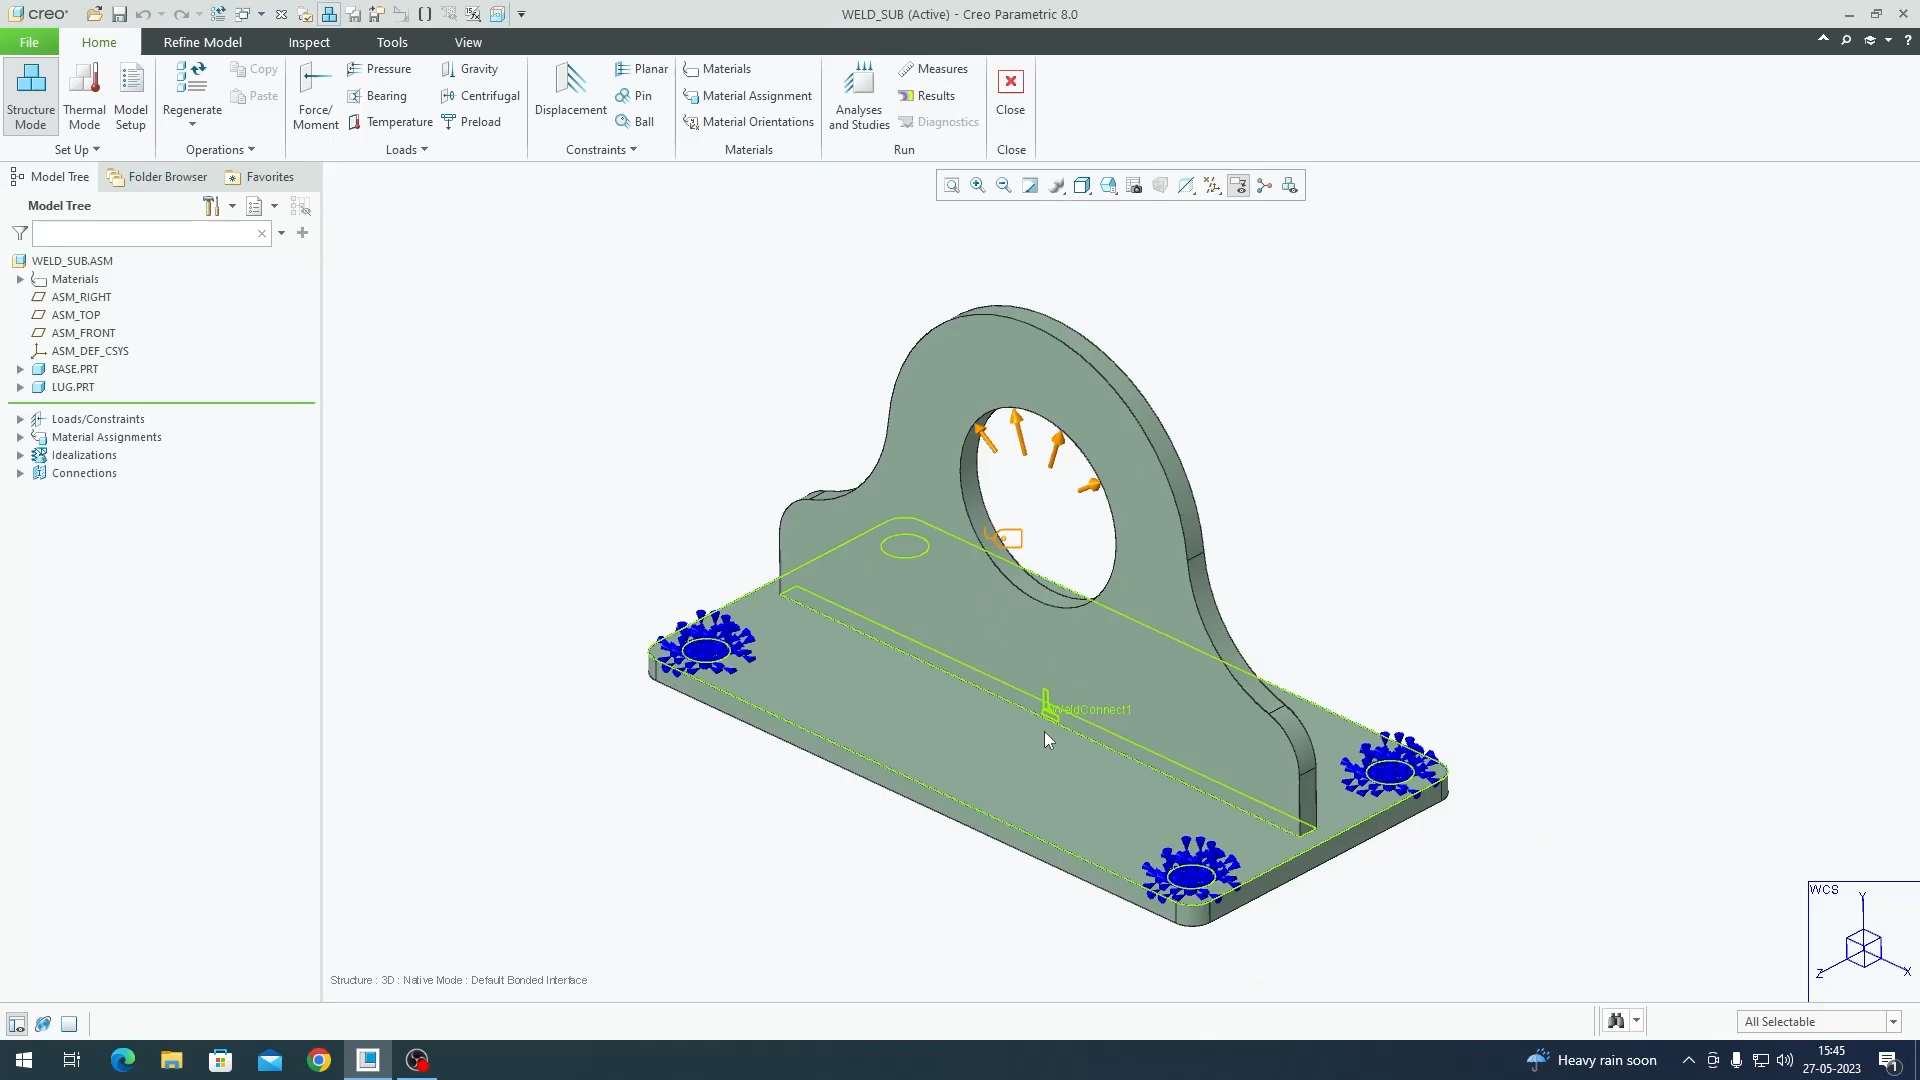 creo
WELD_SUB (Active) - Creo Parametric 8.0
File
Home
Refine Model
Inspect
Tools
View
Structure Mode
Thermal Mode
Model Setup
Set Up
Regenerate
Copy
Paste
Operations
Force/ Moment
Pressure
Bearing
Temperature
Gravity
Centrifugal
Preload
Loads
Displacement
Planar
Pin
Ball
Constraints
Materials
Material Assignment
Material Orientations
Materials
Analyses and Studies
Measures
Results
Diagnostics
Run
Close
Close
Model Tree
Folder Browser
Favorites
Model Tree
WELD_SUB.ASM
Materials
ASM_RIGHT
ASM_TOP
ASM_FRONT
ASM_DEF_CSYS
BASE.PRT
LUG.PRT
Loads/Constraints
Material Assignments
Idealizations
Connections
WeldConnect1
WCS
Y
Z
X
Structure : 3D : Native Mode : Default Bonded Interface
All Selectable
Heavy rain soon
15:45
27-05-2023
1